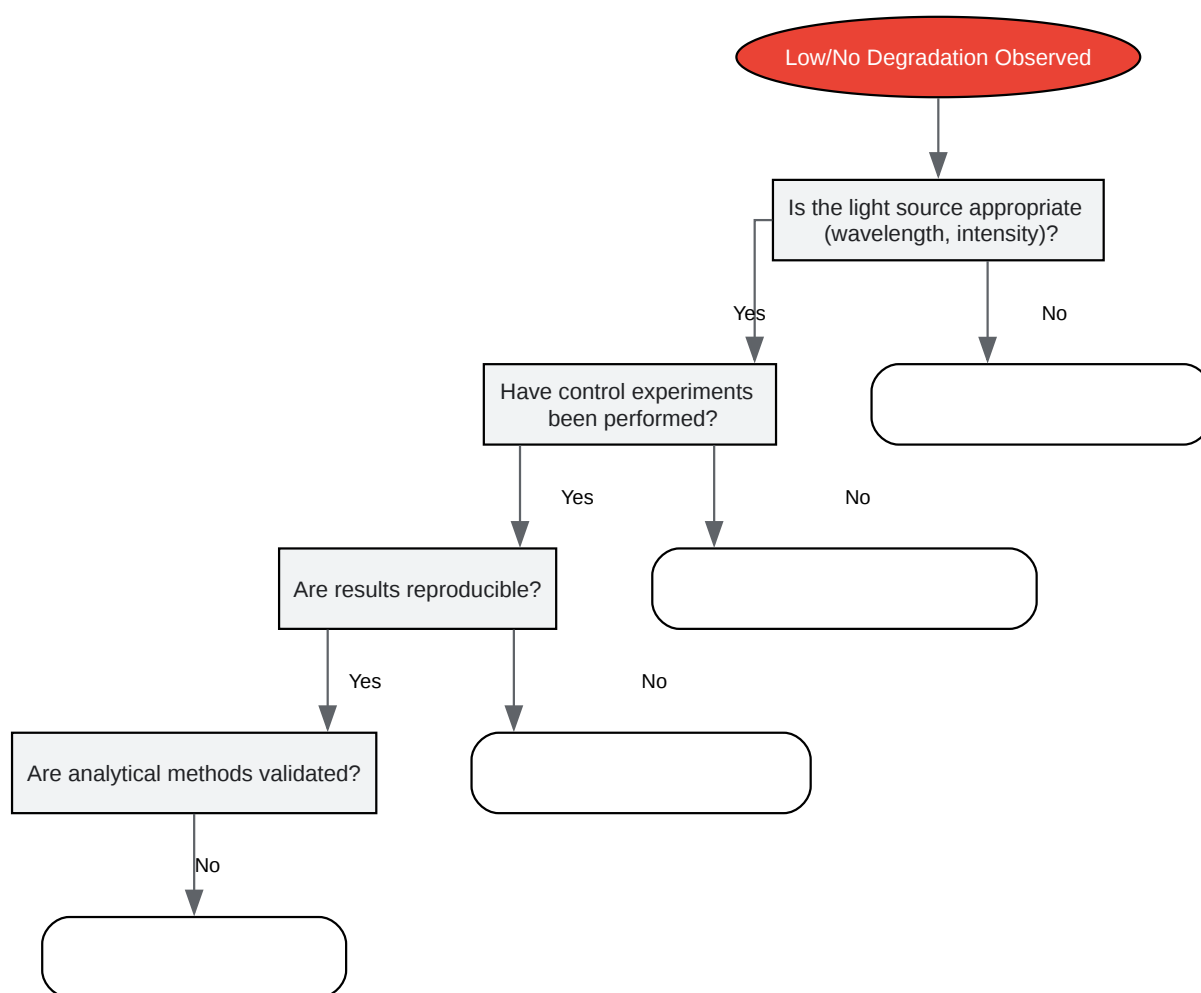 Low/No Degradation Observed
Is the light source appropriate
(wavelength, intensity)?
Yes
No
Have control experiments
been performed?
Yes
No
Are results reproducible?
Yes
No
Are analytical methods validated?
No